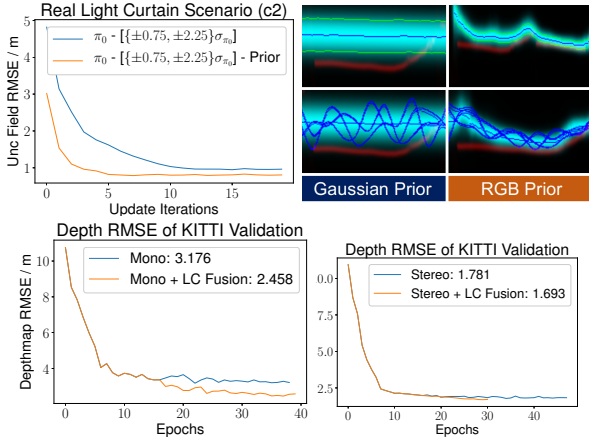 Real Light Curtain Scenario (c2)
Unc Field RMSE / m
5
4
3
2
1
π₀ - [{±0.75, ±2.25}σ_π₀]
π₀ - [{±0.75, ±2.25}σ_π₀] - Prior
0 5 10 15
Update Iterations
Gaussian Prior
RGB Prior
Depth RMSE of KITTI Validation
Depthmap RMSE / m
10
8
6
4
Mono: 3.176
Mono + LC Fusion: 2.458
0 10 20 30 40
Epochs
Depth RMSE of KITTI Validation
0.0
7.5
5.0
2.5
Stereo: 1.781
Stereo + LC Fusion: 1.693
0 10 20 30 40
Epochs